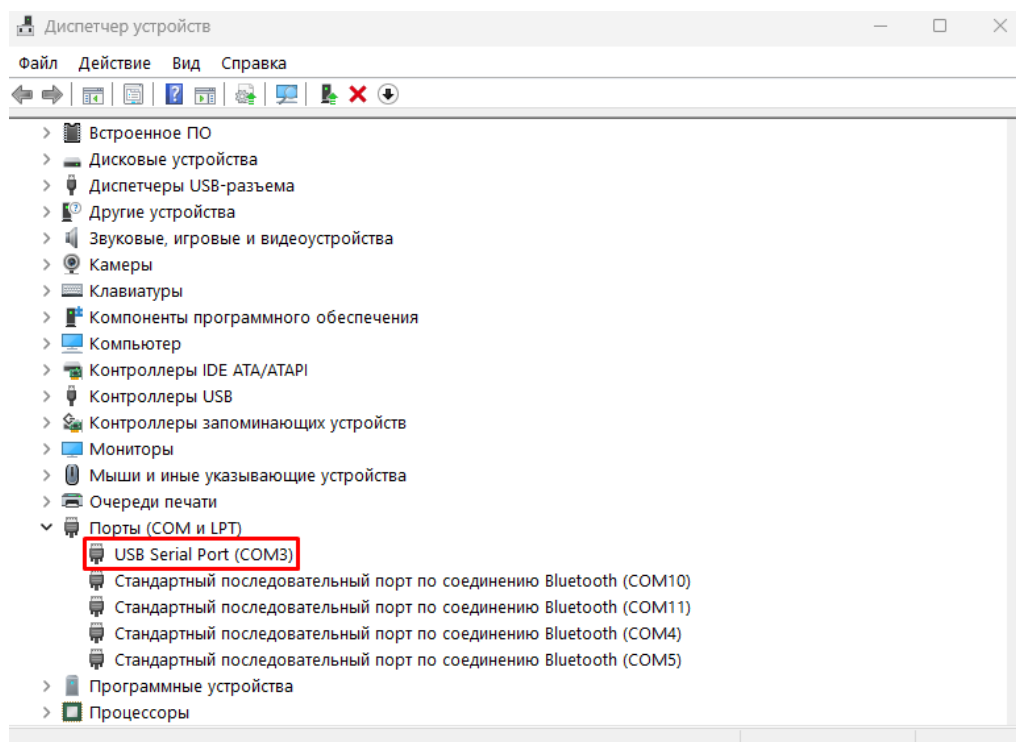 Диспетчер устройств
Файл Действие Вид Справка
Встроенное ПО
Дисковые устройства
Диспетчеры USB-разъема
Другие устройства
Звуковые, игровые и видеоустройства
Камеры
Клавиатуры
Компоненты программного обеспечения
Компьютер
Контроллеры IDE ATA/ATAPI
Контроллеры USB
Контроллеры запоминающих устройств
Мониторы
Мыши и иные указывающие устройства
Очереди печати
Порты (COM и LPT)
USB Serial Port (COM3)
Стандартный последовательный порт по соединению Bluetooth (COM10)
Стандартный последовательный порт по соединению Bluetooth (COM11)
Стандартный последовательный порт по соединению Bluetooth (COM4)
Стандартный последовательный порт по соединению Bluetooth (COM5)
Программные устройства
Процессоры